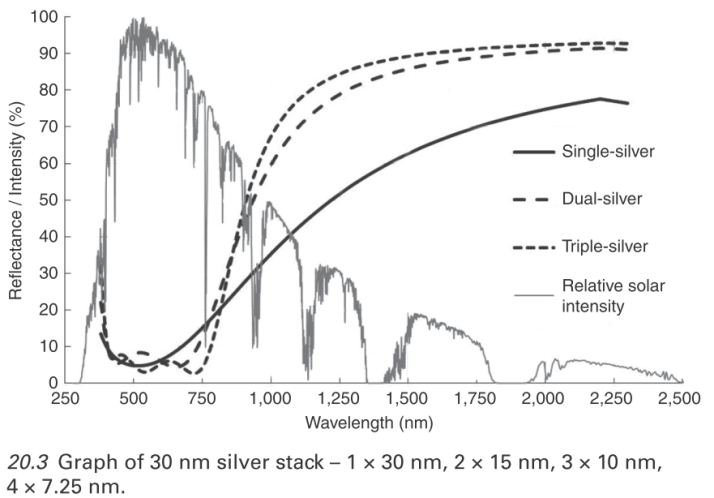 100
90
80
70
60
50
40
30
20
10
0
Reflectance / Intensity (%)
Single-silver
Dual-silver
Triple-silver
Relative solar
intensity
250 500 750 1,000 1,250 1,500 1,750 2,000 2,250 2,500
Wavelength (nm)
20.3 Graph of 30 nm silver stack – 1 × 30 nm, 2 × 15 nm, 3 × 10 nm,
4 × 7.25 nm.